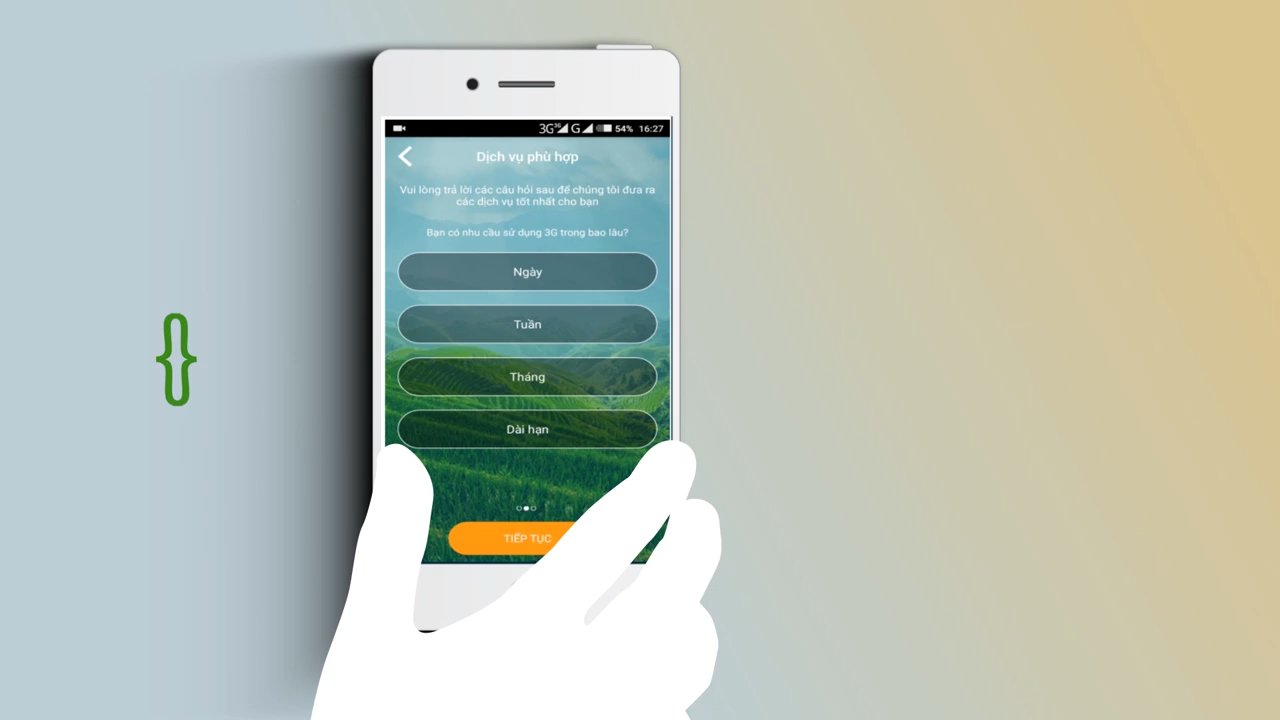 3G 3G G 54% 16:27
Dịch vụ phù hợp
Vui lòng trả lời các câu hỏi sau để chúng tôi đưa ra
các dịch vụ tốt nhất cho bạn
Bạn có nhu cầu sử dụng 3G trong bao lâu?
Ngày
Tuần
Tháng
Dài hạn
TIẾP TỤC
{}